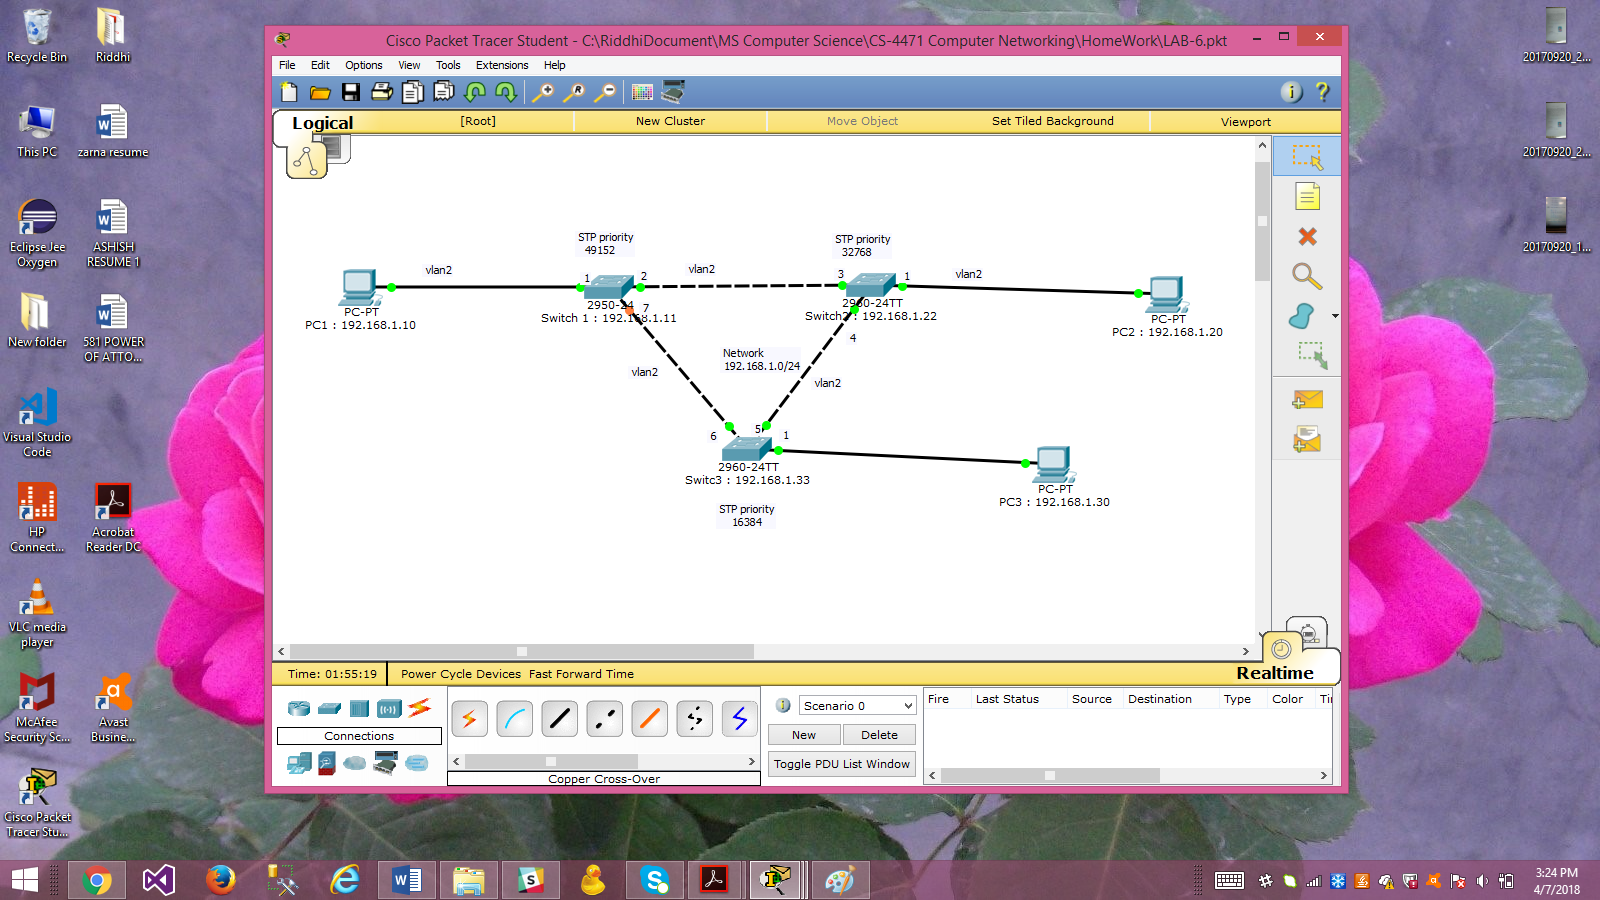 Recycle Bin
Riddhi
This PC
zarna resume
Eclipse Jee
Oxygen
ASHISH
RESUME 1
New folder
581 POWER
OF ATTO...
Visual Studio
Code
HP
Connect...
Acrobat
Reader DC
VLC media
player
McAfee
Security Sc...
Avast
Busine...
Cisco Packet
Tracer Stu...
20170920_2...
20170920_2...
20170920_1...
Cisco Packet Tracer Student - C:\RiddhiDocument\MS Computer Science\CS-4471 Computer Networking\HomeWork\LAB-6.pkt
File Edit Options View Tools Extensions Help
Logical [Root] New Cluster Move Object Set Tiled Background Viewport
STP priority
49152
STP priority
32768
vlan2
vlan2
vlan2
1
2
3
1
PC-PT
PC1 : 192.168.1.10
2950-24
7
Switch 1 : 192.168.1.11
2960-24TT
Switch2 : 192.168.1.22
PC-PT
PC2 : 192.168.1.20
4
Network
192.168.1.0/24
vlan2
vlan2
6
5
1
2960-24TT
Switc3 : 192.168.1.33
PC-PT
PC3 : 192.168.1.30
STP priority
16384
Time: 01:55:19 Power Cycle Devices Fast Forward Time
Realtime
Connections
Copper Cross-Over
Scenario 0
New Delete
Toggle PDU List Window
Fire Last Status Source Destination Type Color Ti
3:24 PM
4/7/2018